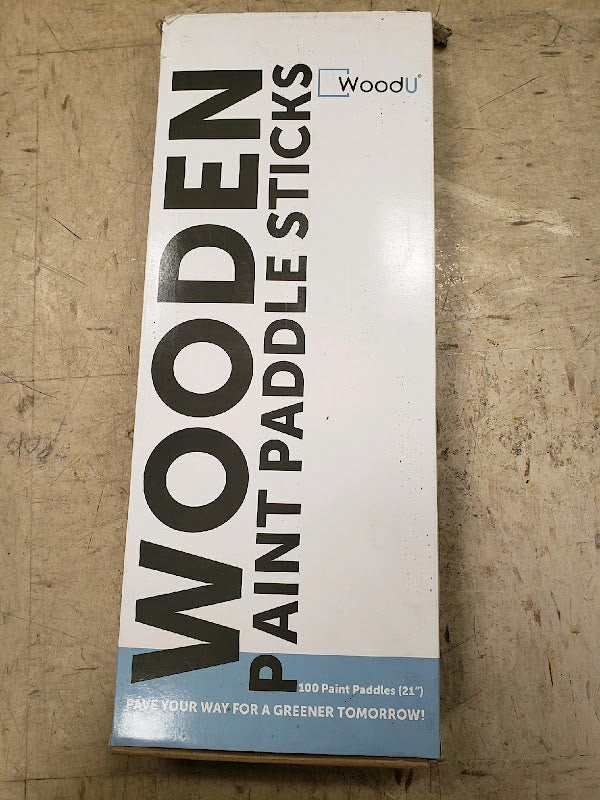 WoodU®
WOODEN
PAINT PADDLE STICKS
100 Paint Paddles (21")
PAVE YOUR WAY FOR A GREENER TOMORROW!